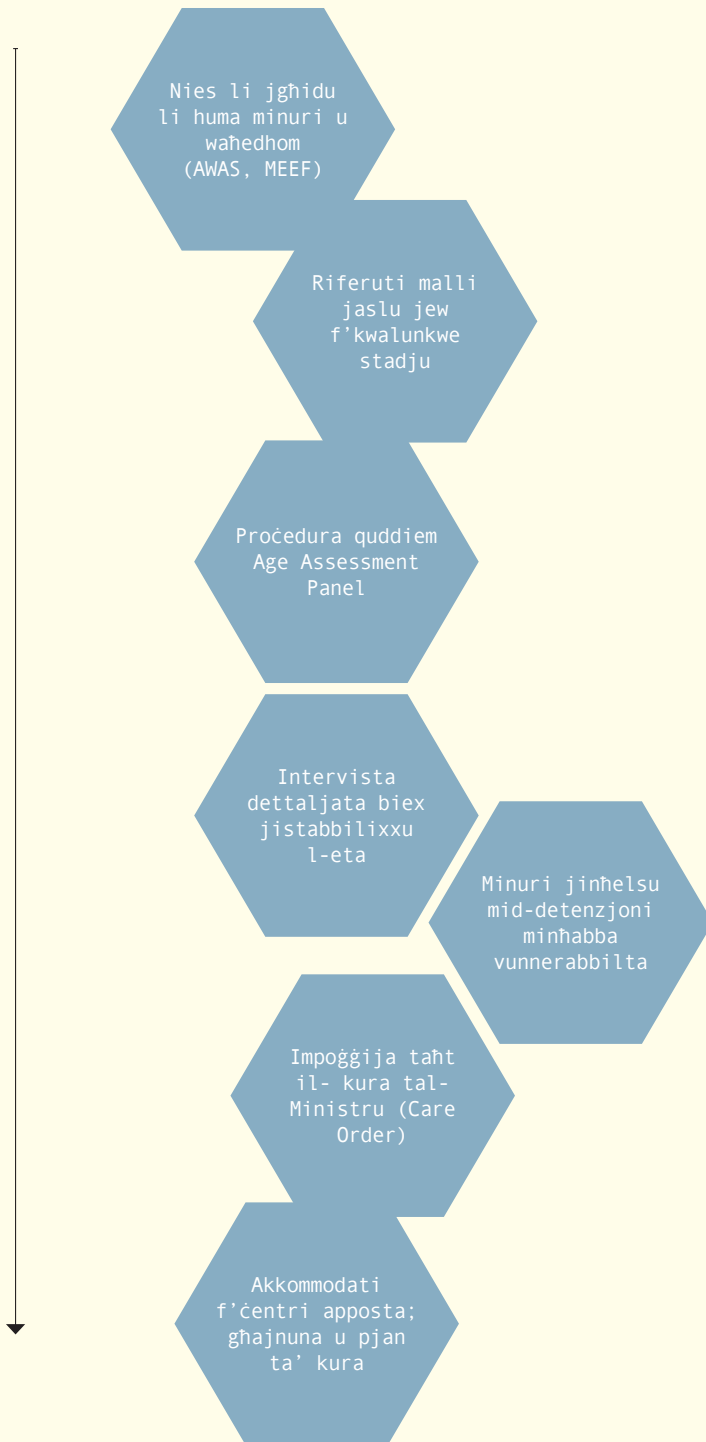 Nies li jgħidu
li huma minuri u
waħedhom
(AWAS, MEEF)
Riferuti malli
jaslu jew
f’kwalunkwe
stadju
Proċedura quddiem
Age Assessment
Panel
Intervista
dettaljata biex
jistabbilixxu
l-eta
Minuri jinħelsu
mid-detenzjoni
minħabba
vunnerabbilta
Impoġġija taħt
il- kura tal-
Ministru (Care
Order)
Akkommodati
f’ċentri apposta;
għajnuna u pjan
ta’ kura